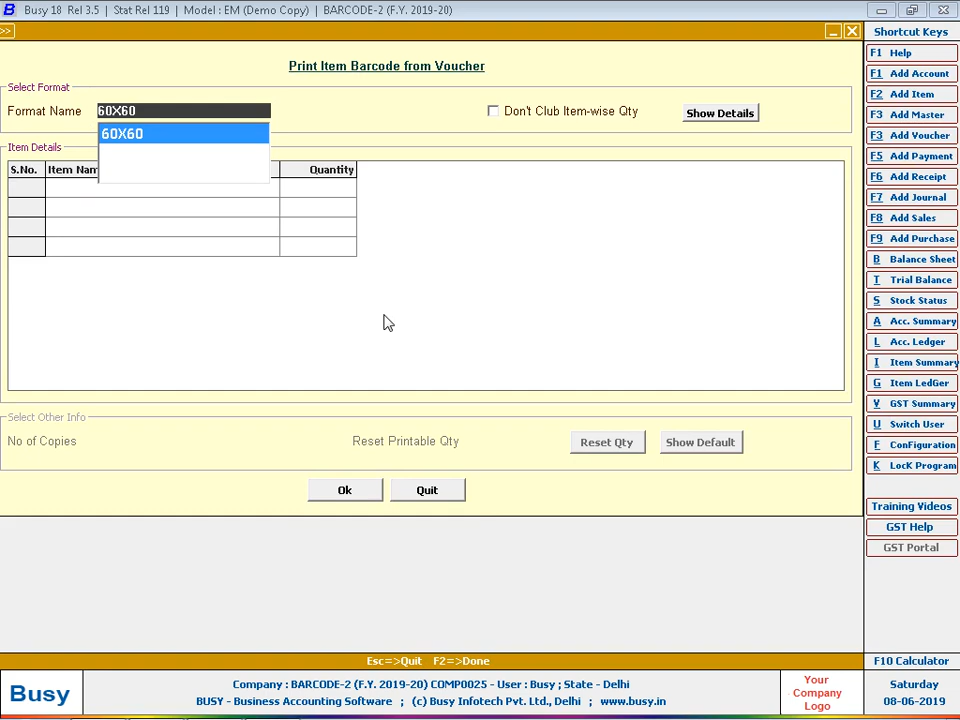 Busy 18 Rel 3.5 | Stat Rel 119 | Model : EM (Demo Copy) | BARCODE-2 (F.Y. 2019-20)
>>
Shortcut Keys
Print Item Barcode from Voucher
Select Format
Format Name 60X60
60X60
Don't Club Item-wise Qty
Show Details
Item Details
S.No. Item Nam Quantity
Select Other Info
No of Copies Reset Printable Qty Reset Qty Show Default
Ok Quit
F1 Help
F1 Add Account
F2 Add Item
F3 Add Master
F3 Add Voucher
F5 Add Payment
F6 Add Receipt
F7 Add Journal
F8 Add Sales
F9 Add Purchase
B Balance Sheet
T Trial Balance
S Stock Status
A Acc. Summary
L Acc. Ledger
I Item Summary
G Item LedGer
Y GST Summary
U Switch User
F ConFiguration
K LocK Program
Training Videos
GST Help
GST Portal
Esc=>Quit F2=>Done
F10 Calculator
Busy
Company : BARCODE-2 (F.Y. 2019-20) COMP0025 - User : Busy ; State - Delhi
BUSY - Business Accounting Software ; (c) Busy Infotech Pvt. Ltd., Delhi ; www.busy.in
Your
Company
Logo
Saturday
08-06-2019